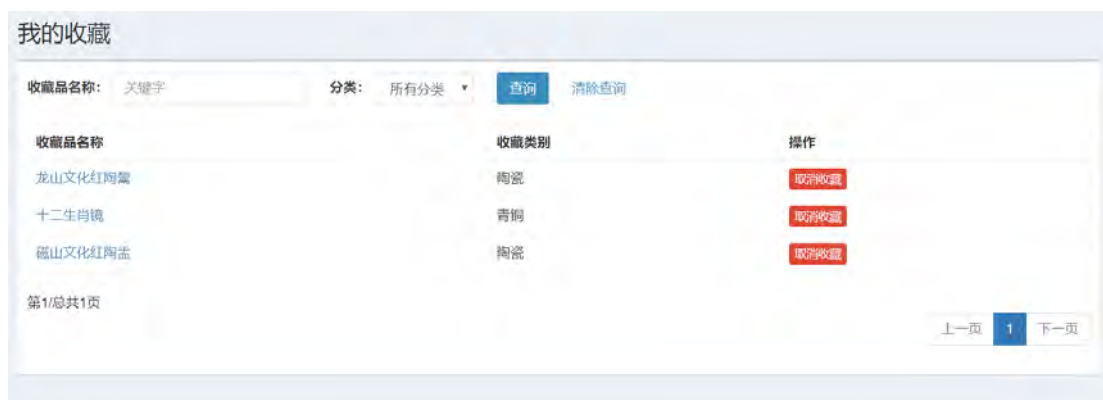 我的收藏
收藏品名称： 关键字 分类： 所有分类 查询 清除查询
收藏品名称 收藏类别 操作
龙山文化红陶鬶 陶瓷 取消收藏
十二生肖镜 青铜 取消收藏
磁山文化红陶盂 陶瓷 取消收藏
第1/总共1页
上一页 1 下一页